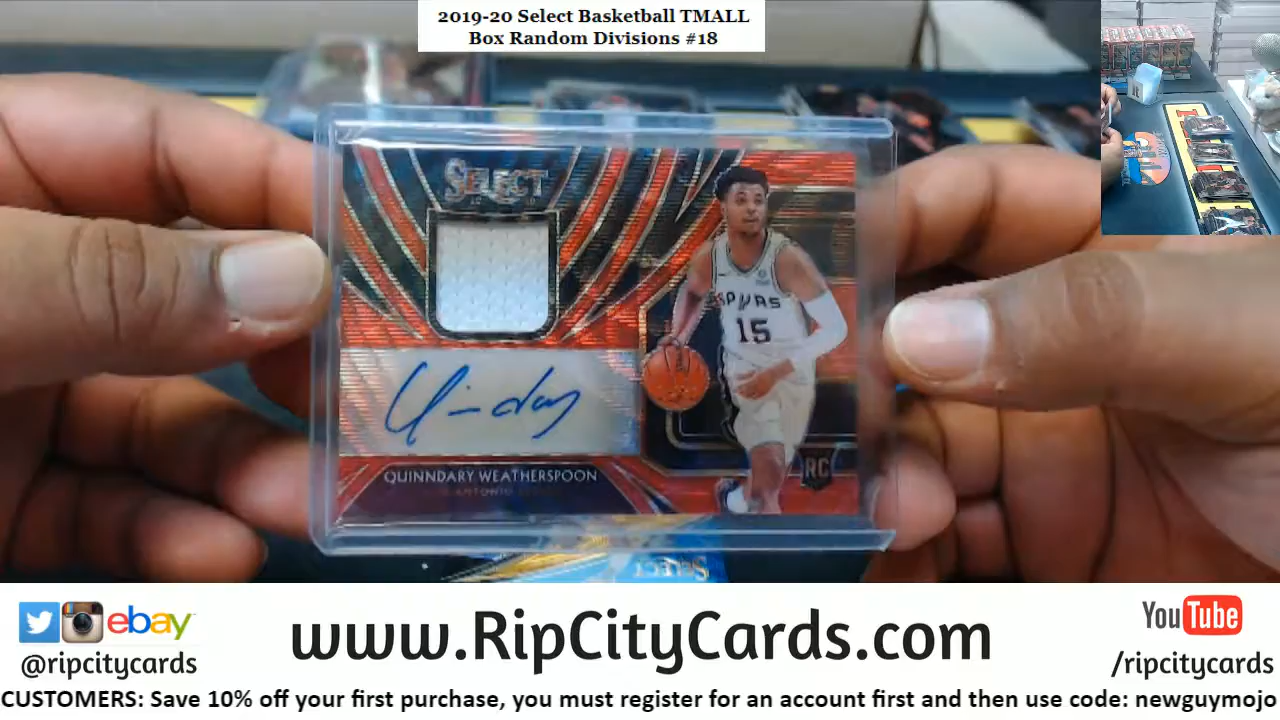 2019-20 Select Basketball TMALL
Box Random Divisions #18
SELECT
SPURS
15
QUINNDARY WEATHERSPOON
RC
SELECT
ebay
@ripcitycards
www.RipCityCards.com
YouTube
/ripcitycards
CUSTOMERS: Save 10% off your first purchase, you must register for an account first and then use code: newguymojo